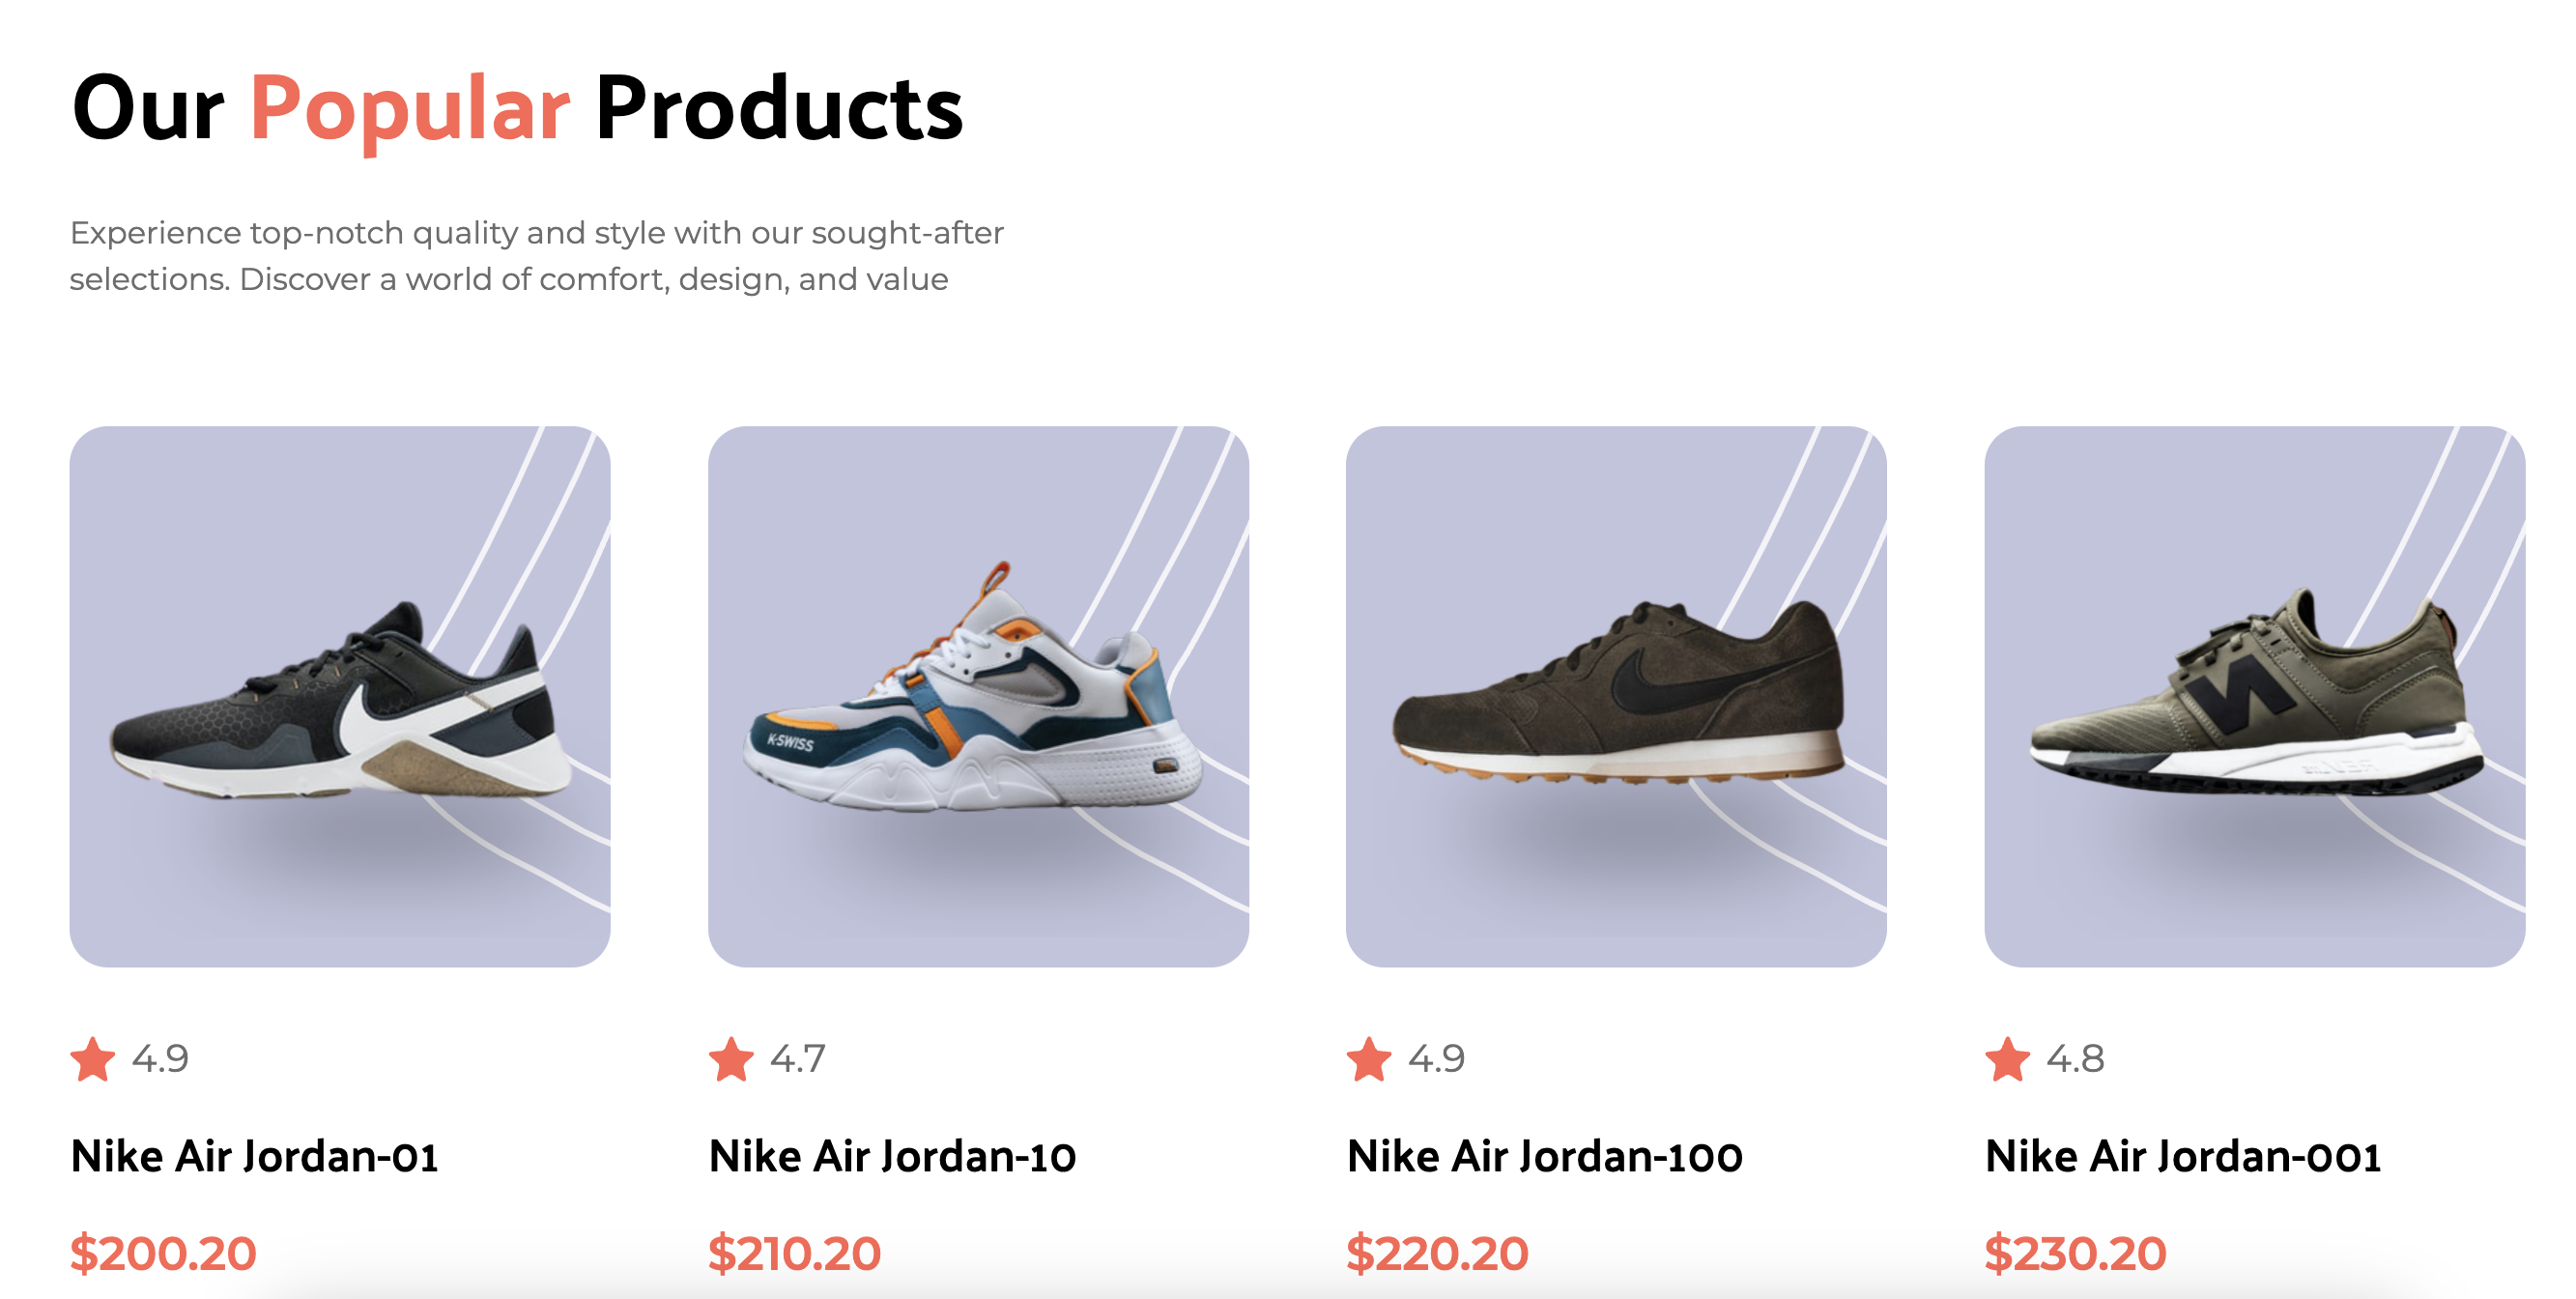 Our Popular Products
Experience top-notch quality and style with our sought-after
selections. Discover a world of comfort, design, and value
K-SWISS
N
4.9
4.7
4.9
4.8
Nike Air Jordan-01
Nike Air Jordan-10
Nike Air Jordan-100
Nike Air Jordan-001
$200.20
$210.20
$220.20
$230.20